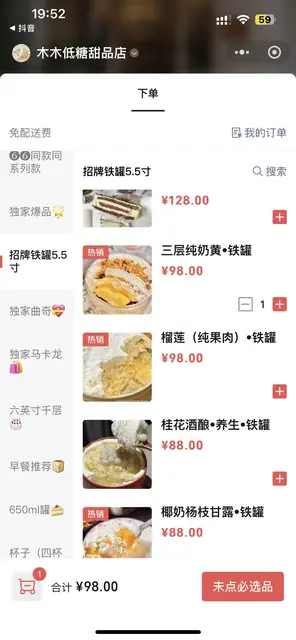 19:52
59
抖音
木木低糖甜品店
下单
免配送费
我的订单
❻❻同款同
系列款
独家爆品🌟
招牌铁罐5.5
寸
独家曲奇💝
独家马卡龙
🛍️
六英寸千层
🎂
早餐推荐🍞
650ml罐🍰
杯子（四杯
招牌铁罐5.5寸
搜索
¥128.00
热销
三层纯奶黄•铁罐
¥98.00
1
榴莲（纯果肉）•铁罐
热销
¥98.00
桂花酒酿•养生•铁罐
¥88.00
热销
椰奶杨枝甘露•铁罐
¥88.00
1
合计 ¥98.00
未点必选品